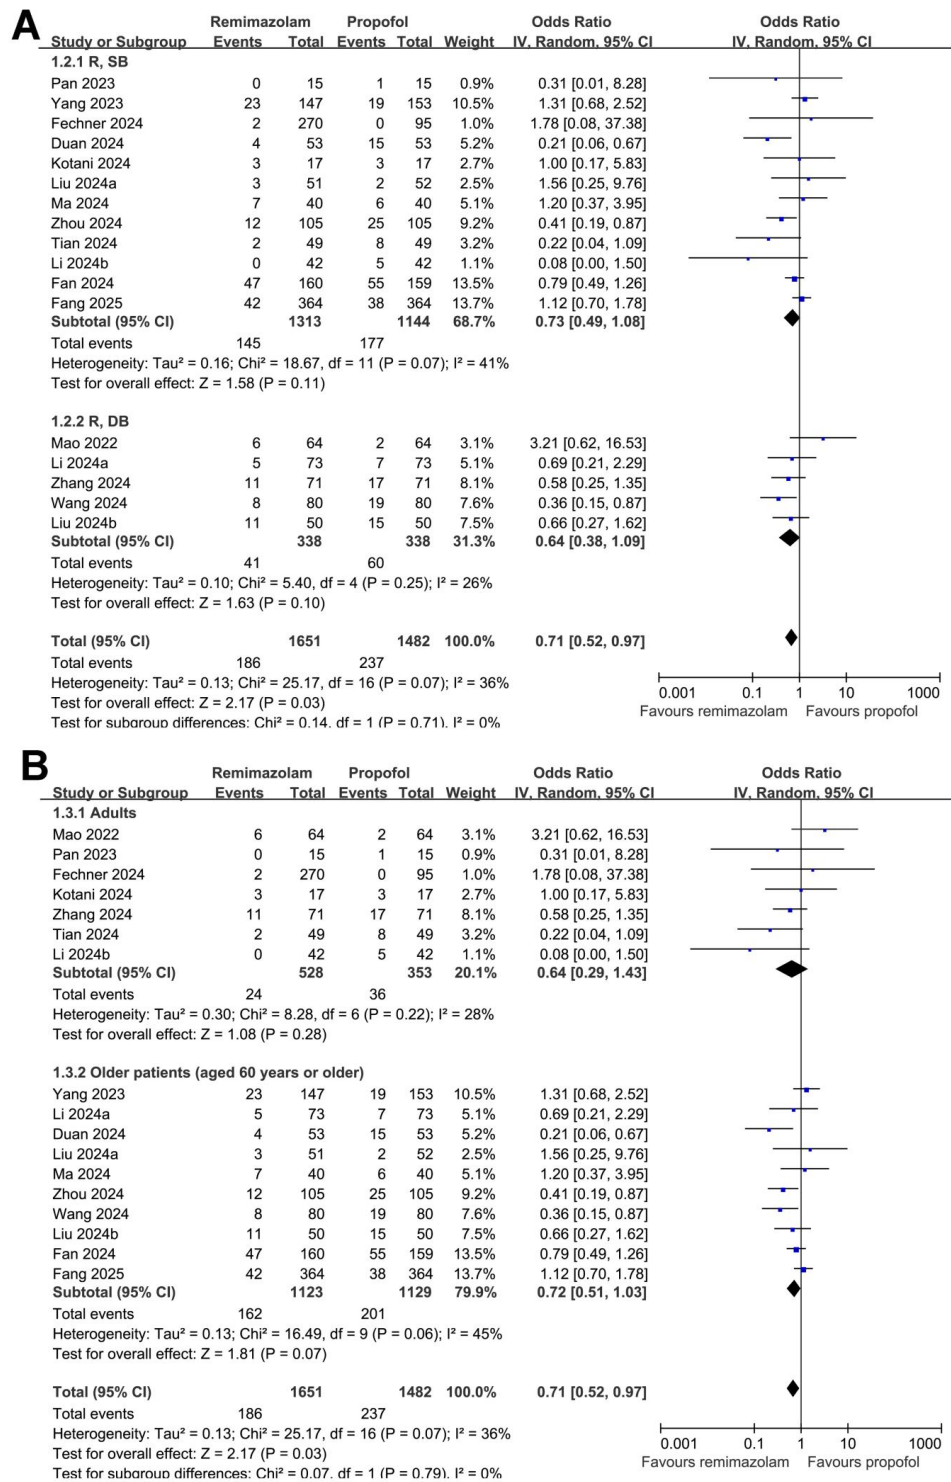 A
Remimazolam Propofol Odds Ratio Odds Ratio
Study or Subgroup Events Total Events Total Weight IV, Random, 95% CI IV, Random, 95% CI
1.2.1 R, SB
Pan 2023 0 15 1 15 0.9% 0.31 [0.01, 8.28]
Yang 2023 23 147 19 153 10.5% 1.31 [0.68, 2.52]
Fechner 2024 2 270 0 95 1.0% 1.78 [0.08, 37.38]
Duan 2024 4 53 15 53 5.2% 0.21 [0.06, 0.67]
Kotani 2024 3 17 3 17 2.7% 1.00 [0.17, 5.83]
Liu 2024a 3 51 2 52 2.5% 1.56 [0.25, 9.76]
Ma 2024 7 40 6 40 5.1% 1.20 [0.37, 3.95]
Zhou 2024 12 105 25 105 9.2% 0.41 [0.19, 0.87]
Tian 2024 2 49 8 49 3.2% 0.22 [0.04, 1.09]
Li 2024b 0 42 5 42 1.1% 0.08 [0.00, 1.50]
Fan 2024 47 160 55 159 13.5% 0.79 [0.49, 1.26]
Fang 2025 42 364 38 364 13.7% 1.12 [0.70, 1.78]
Subtotal (95% CI) 1313 1144 68.7% 0.73 [0.49, 1.08]
Total events 145 177
Heterogeneity: Tau² = 0.16; Chi² = 18.67, df = 11 (P = 0.07); I² = 41%
Test for overall effect: Z = 1.58 (P = 0.11)
1.2.2 R, DB
Mao 2022 6 64 2 64 3.1% 3.21 [0.62, 16.53]
Li 2024a 5 73 7 73 5.1% 0.69 [0.21, 2.29]
Zhang 2024 11 71 17 71 8.1% 0.58 [0.25, 1.35]
Wang 2024 8 80 19 80 7.6% 0.36 [0.15, 0.87]
Liu 2024b 11 50 15 50 7.5% 0.66 [0.27, 1.62]
Subtotal (95% CI) 338 338 31.3% 0.64 [0.38, 1.09]
Total events 41 60
Heterogeneity: Tau² = 0.10; Chi² = 5.40, df = 4 (P = 0.25); I² = 26%
Test for overall effect: Z = 1.63 (P = 0.10)
Total (95% CI) 1651 1482 100.0% 0.71 [0.52, 0.97]
Total events 186 237
Heterogeneity: Tau² = 0.13; Chi² = 25.17, df = 16 (P = 0.07); I² = 36%
Test for overall effect: Z = 2.17 (P = 0.03)
Test for subgroup differences: Chi² = 0.14, df = 1 (P = 0.71), I² = 0%
0.001 0.1 1 10 1000
Favours remimazolam Favours propofol
B
Remimazolam Propofol Odds Ratio Odds Ratio
Study or Subgroup Events Total Events Total Weight IV, Random, 95% CI IV, Random, 95% CI
1.3.1 Adults
Mao 2022 6 64 2 64 3.1% 3.21 [0.62, 16.53]
Pan 2023 0 15 1 15 0.9% 0.31 [0.01, 8.28]
Fechner 2024 2 270 0 95 1.0% 1.78 [0.08, 37.38]
Kotani 2024 3 17 3 17 2.7% 1.00 [0.17, 5.83]
Zhang 2024 11 71 17 71 8.1% 0.58 [0.25, 1.35]
Tian 2024 2 49 8 49 3.2% 0.22 [0.04, 1.09]
Li 2024b 0 42 5 42 1.1% 0.08 [0.00, 1.50]
Subtotal (95% CI) 528 353 20.1% 0.64 [0.29, 1.43]
Total events 24 36
Heterogeneity: Tau² = 0.30; Chi² = 8.28, df = 6 (P = 0.22); I² = 28%
Test for overall effect: Z = 1.08 (P = 0.28)
1.3.2 Older patients (aged 60 years or older)
Yang 2023 23 147 19 153 10.5% 1.31 [0.68, 2.52]
Li 2024a 5 73 7 73 5.1% 0.69 [0.21, 2.29]
Duan 2024 4 53 15 53 5.2% 0.21 [0.06, 0.67]
Liu 2024a 3 51 2 52 2.5% 1.56 [0.25, 9.76]
Ma 2024 7 40 6 40 5.1% 1.20 [0.37, 3.95]
Zhou 2024 12 105 25 105 9.2% 0.41 [0.19, 0.87]
Wang 2024 8 80 19 80 7.6% 0.36 [0.15, 0.87]
Liu 2024b 11 50 15 50 7.5% 0.66 [0.27, 1.62]
Fan 2024 47 160 55 159 13.5% 0.79 [0.49, 1.26]
Fang 2025 42 364 38 364 13.7% 1.12 [0.70, 1.78]
Subtotal (95% CI) 1123 1129 79.9% 0.72 [0.51, 1.03]
Total events 162 201
Heterogeneity: Tau² = 0.13; Chi² = 16.49, df = 9 (P = 0.06); I² = 45%
Test for overall effect: Z = 1.81 (P = 0.07)
Total (95% CI) 1651 1482 100.0% 0.71 [0.52, 0.97]
Total events 186 237
Heterogeneity: Tau² = 0.13; Chi² = 25.17, df = 16 (P = 0.07); I² = 36%
Test for overall effect: Z = 2.17 (P = 0.03)
Test for subgroup differences: Chi² = 0.07, df = 1 (P = 0.79), I² = 0%
0.001 0.1 1 10 1000
Favours remimazolam Favours propofol